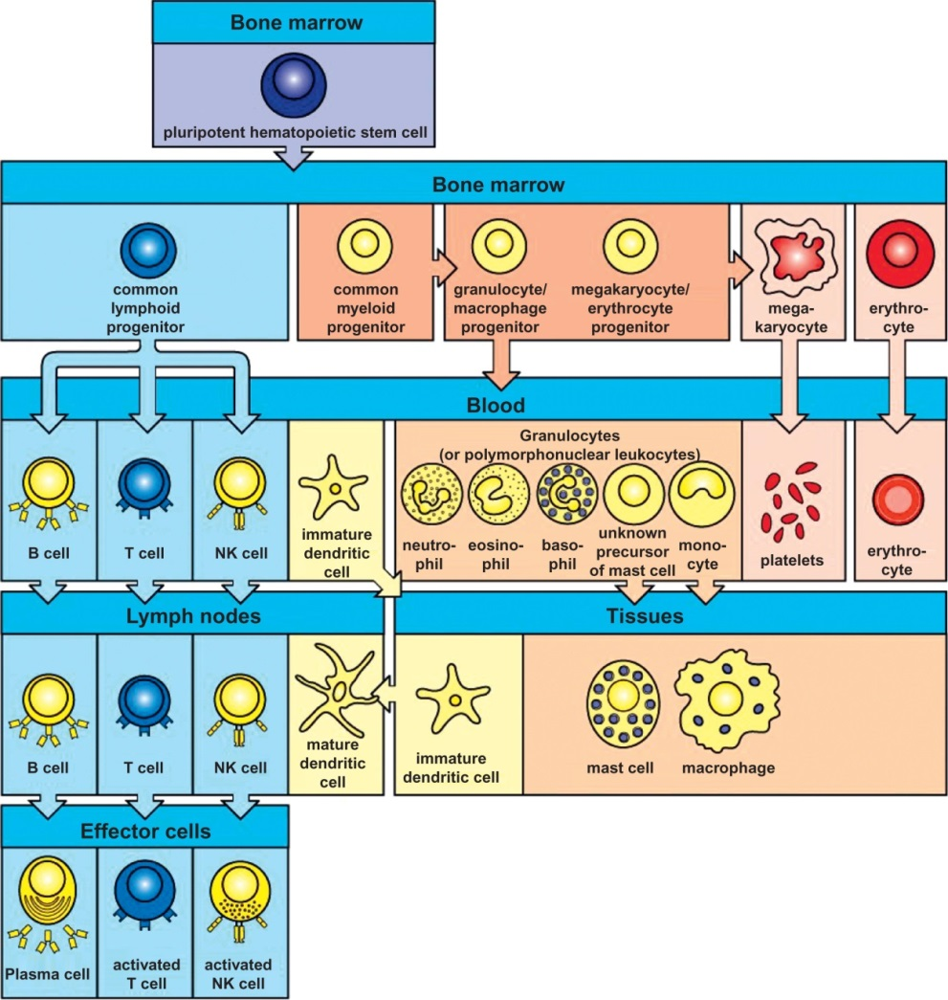 Bone marrow
pluripotent hematopoietic stem cell
Bone marrow
common
lymphoid
progenitor
common
myeloid
progenitor
granulocyte/
macrophage
progenitor
megakaryocyte/
erythrocyte
progenitor
mega-
karyocyte
erythro-
cyte
Blood
B cell
T cell
NK cell
immature
dendritic
cell
Granulocytes
(or polymorphonuclear leukocytes)
neutro-
phil
eosino-
phil
baso-
phil
unknown
precursor
of mast cell
mono-
cyte
platelets
erythro-
cyte
Lymph nodes
B cell
T cell
NK cell
mature
dendritic
cell
Tissues
immature
dendritic cell
mast cell
macrophage
Effector cells
Plasma cell
activated
T cell
activated
NK cell